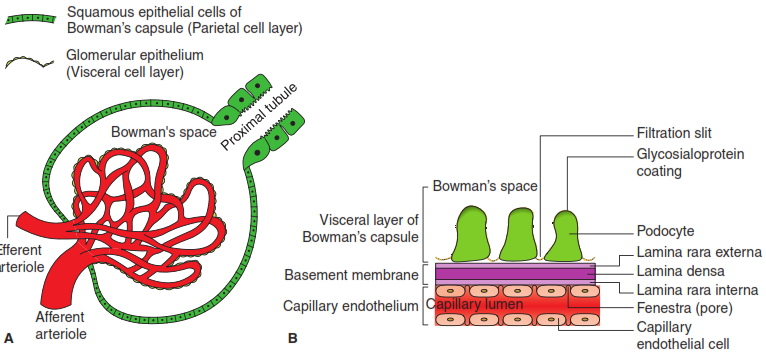 Squamous epithelial cells of
Bowman's capsule (Parietal cell layer)
Glomerular epithelium
(Visceral cell layer)
Bowman's space
Proximal tubule
fferent
rteriole
Afferent
arteriole
A
Filtration slit
Glycosialoprotein
coating
Bowman's space
Visceral layer of
Bowman's capsule
Podocyte
Lamina rara externa
Basement membrane
Lamina densa
Lamina rara interna
Capillary endothelium
Capillary lumen
Fenestra (pore)
Capillary
endothelial cell
B